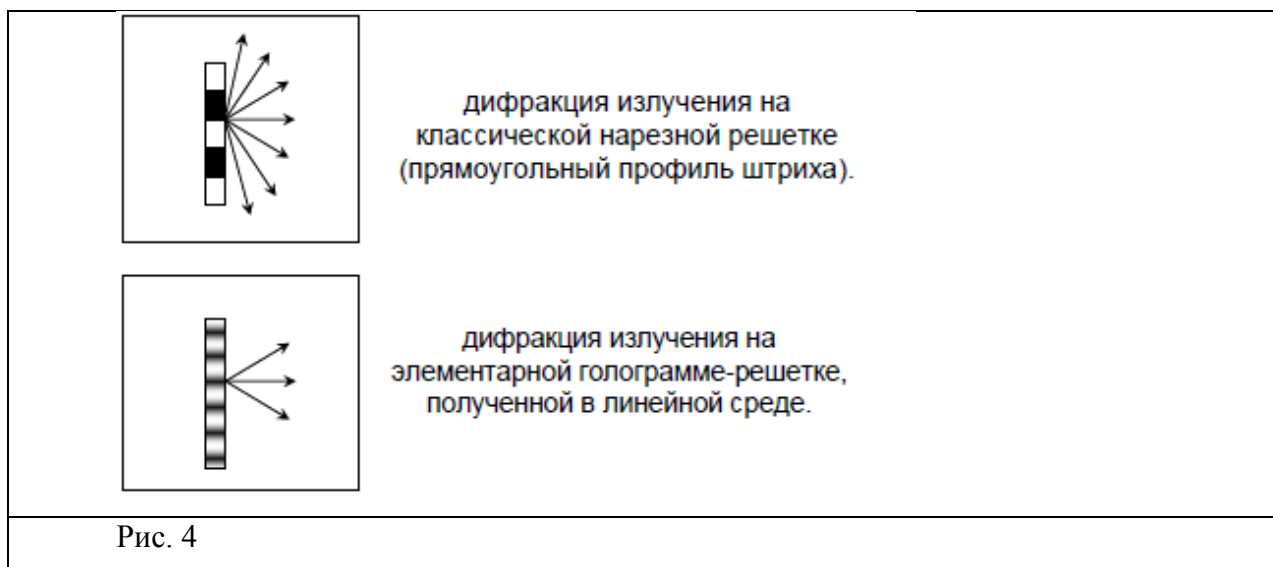 дифракция излучения на
классической нарезной решетке
(прямоугольный профиль штриха).
дифракция излучения на
элементарной голограмме-решетке,
полученной в линейной среде.
Рис. 4